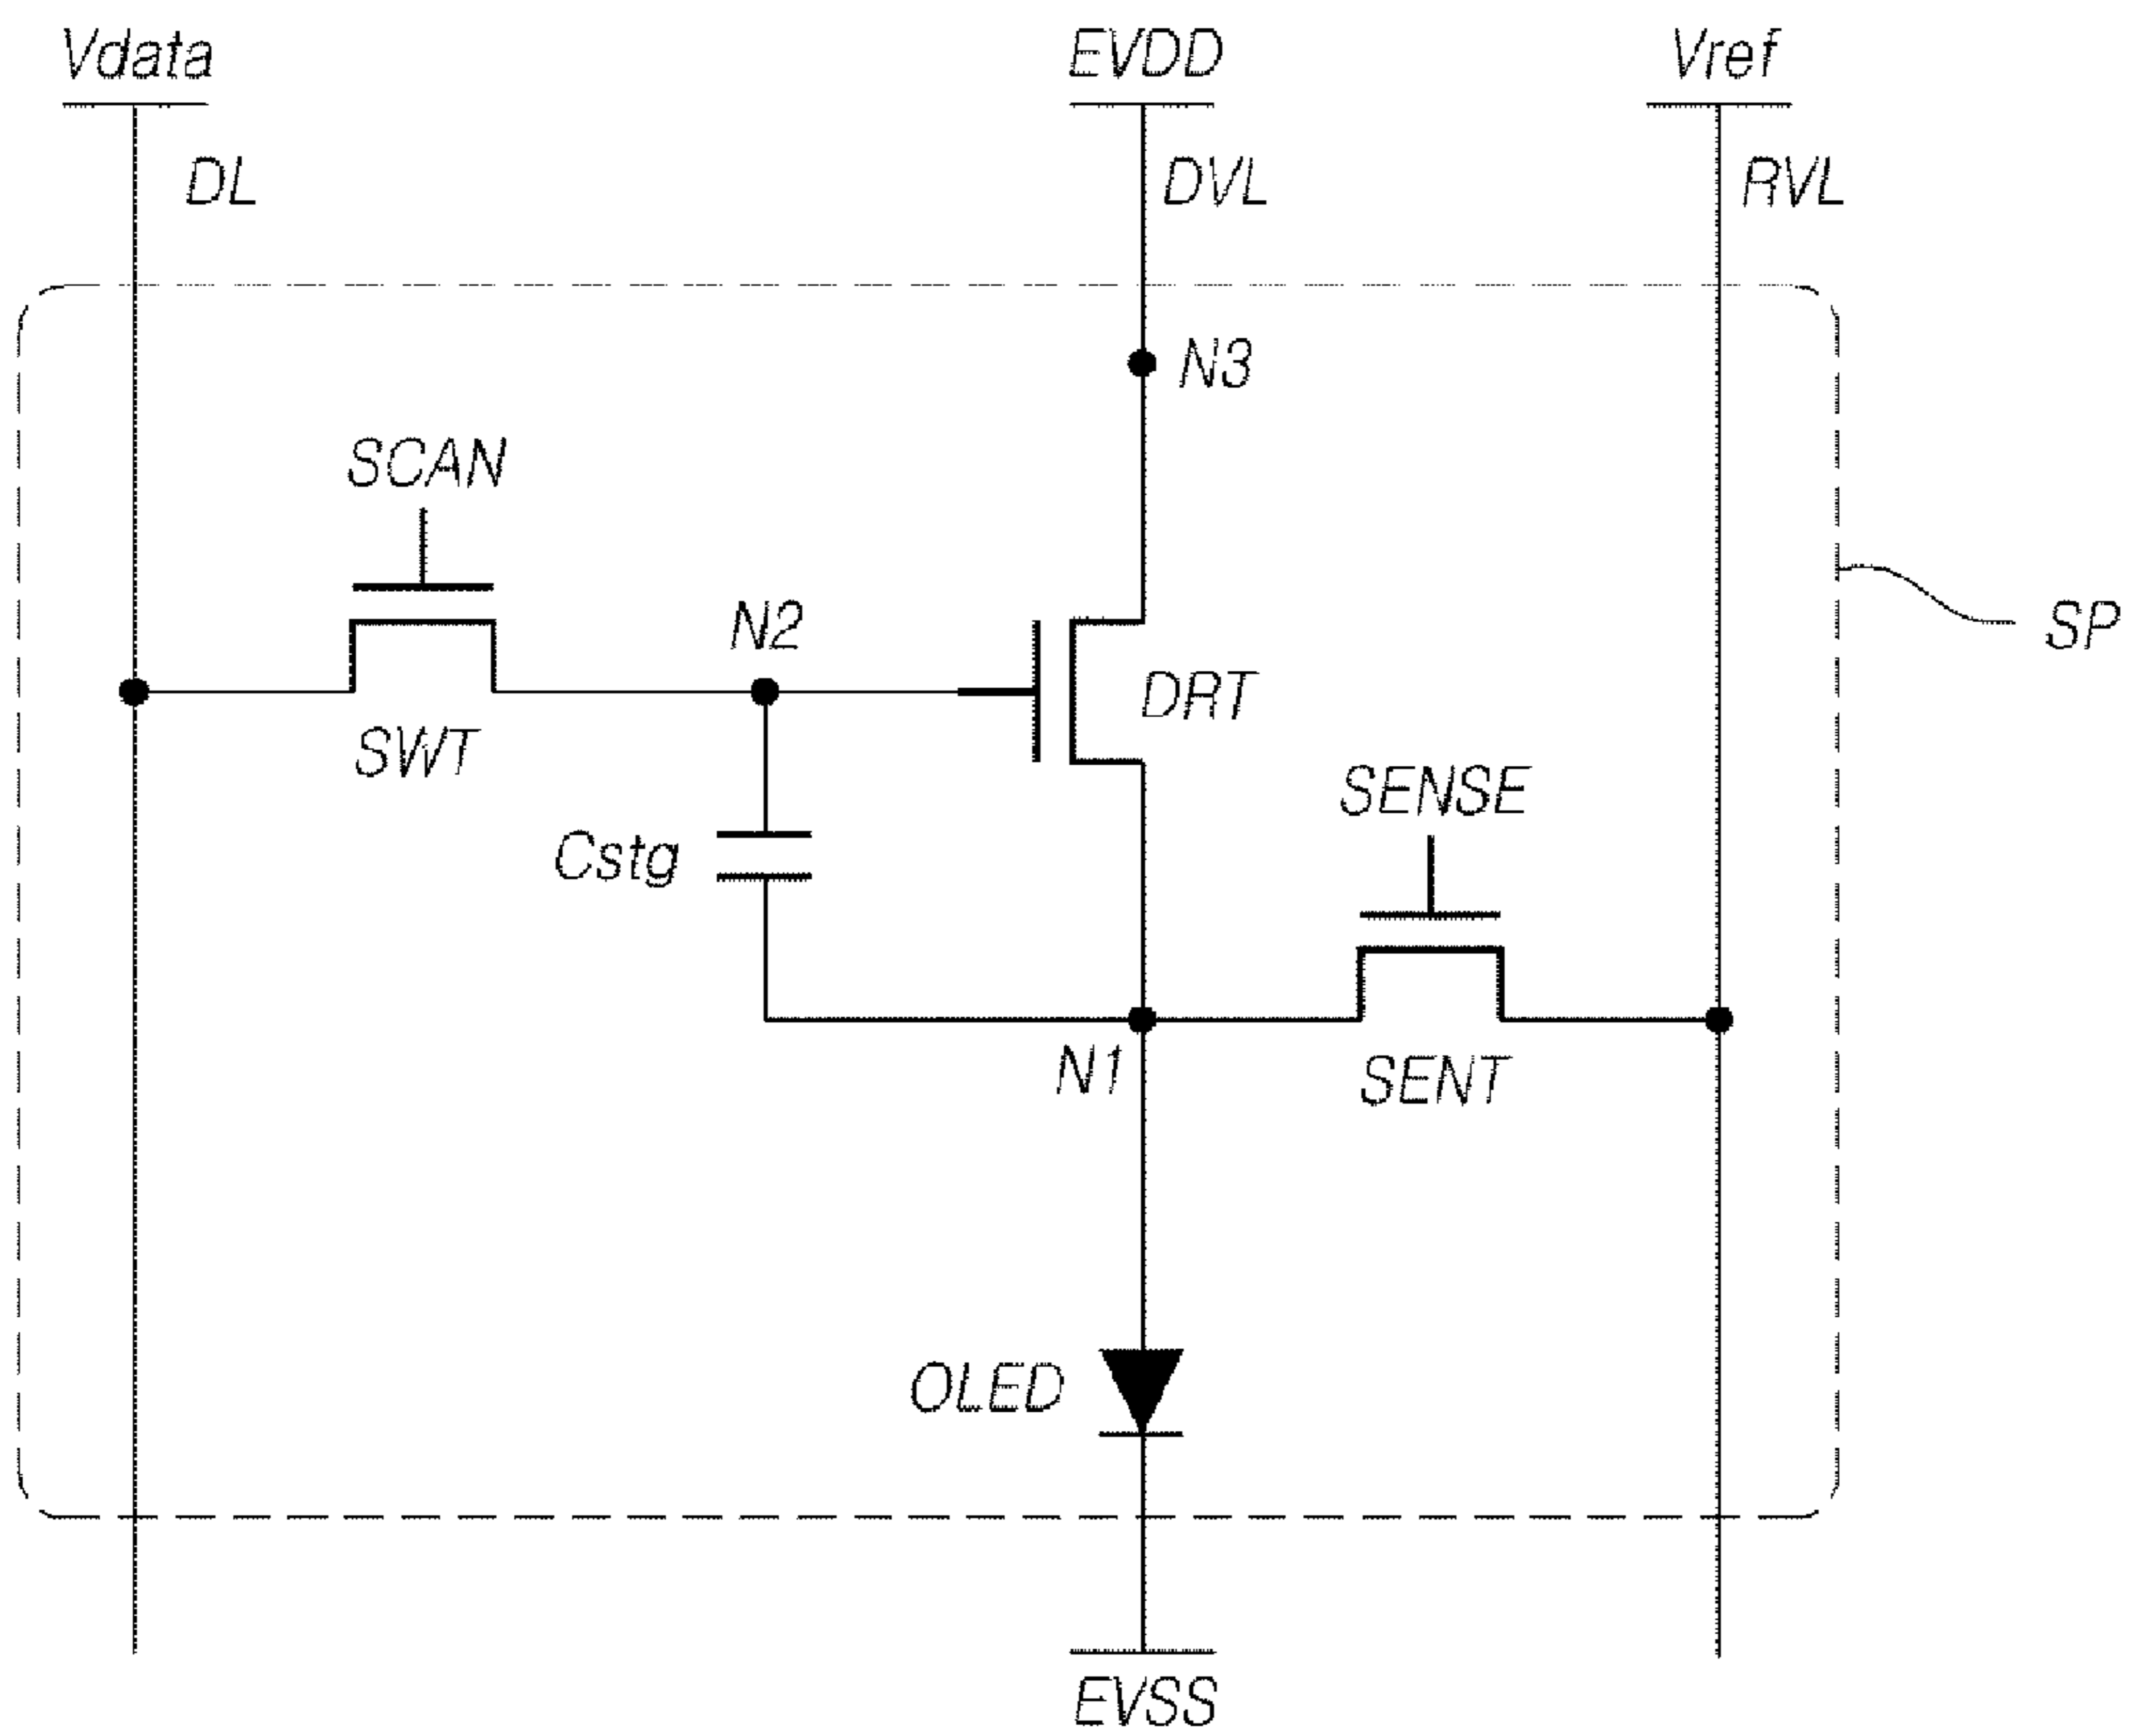 Vdata
EVDD
Vref
DL
DVL
RVL
N3
SCAN
N2
SP
DRT
SWT
SENSE
Cstg
N1
SENT
OLED
EVSS